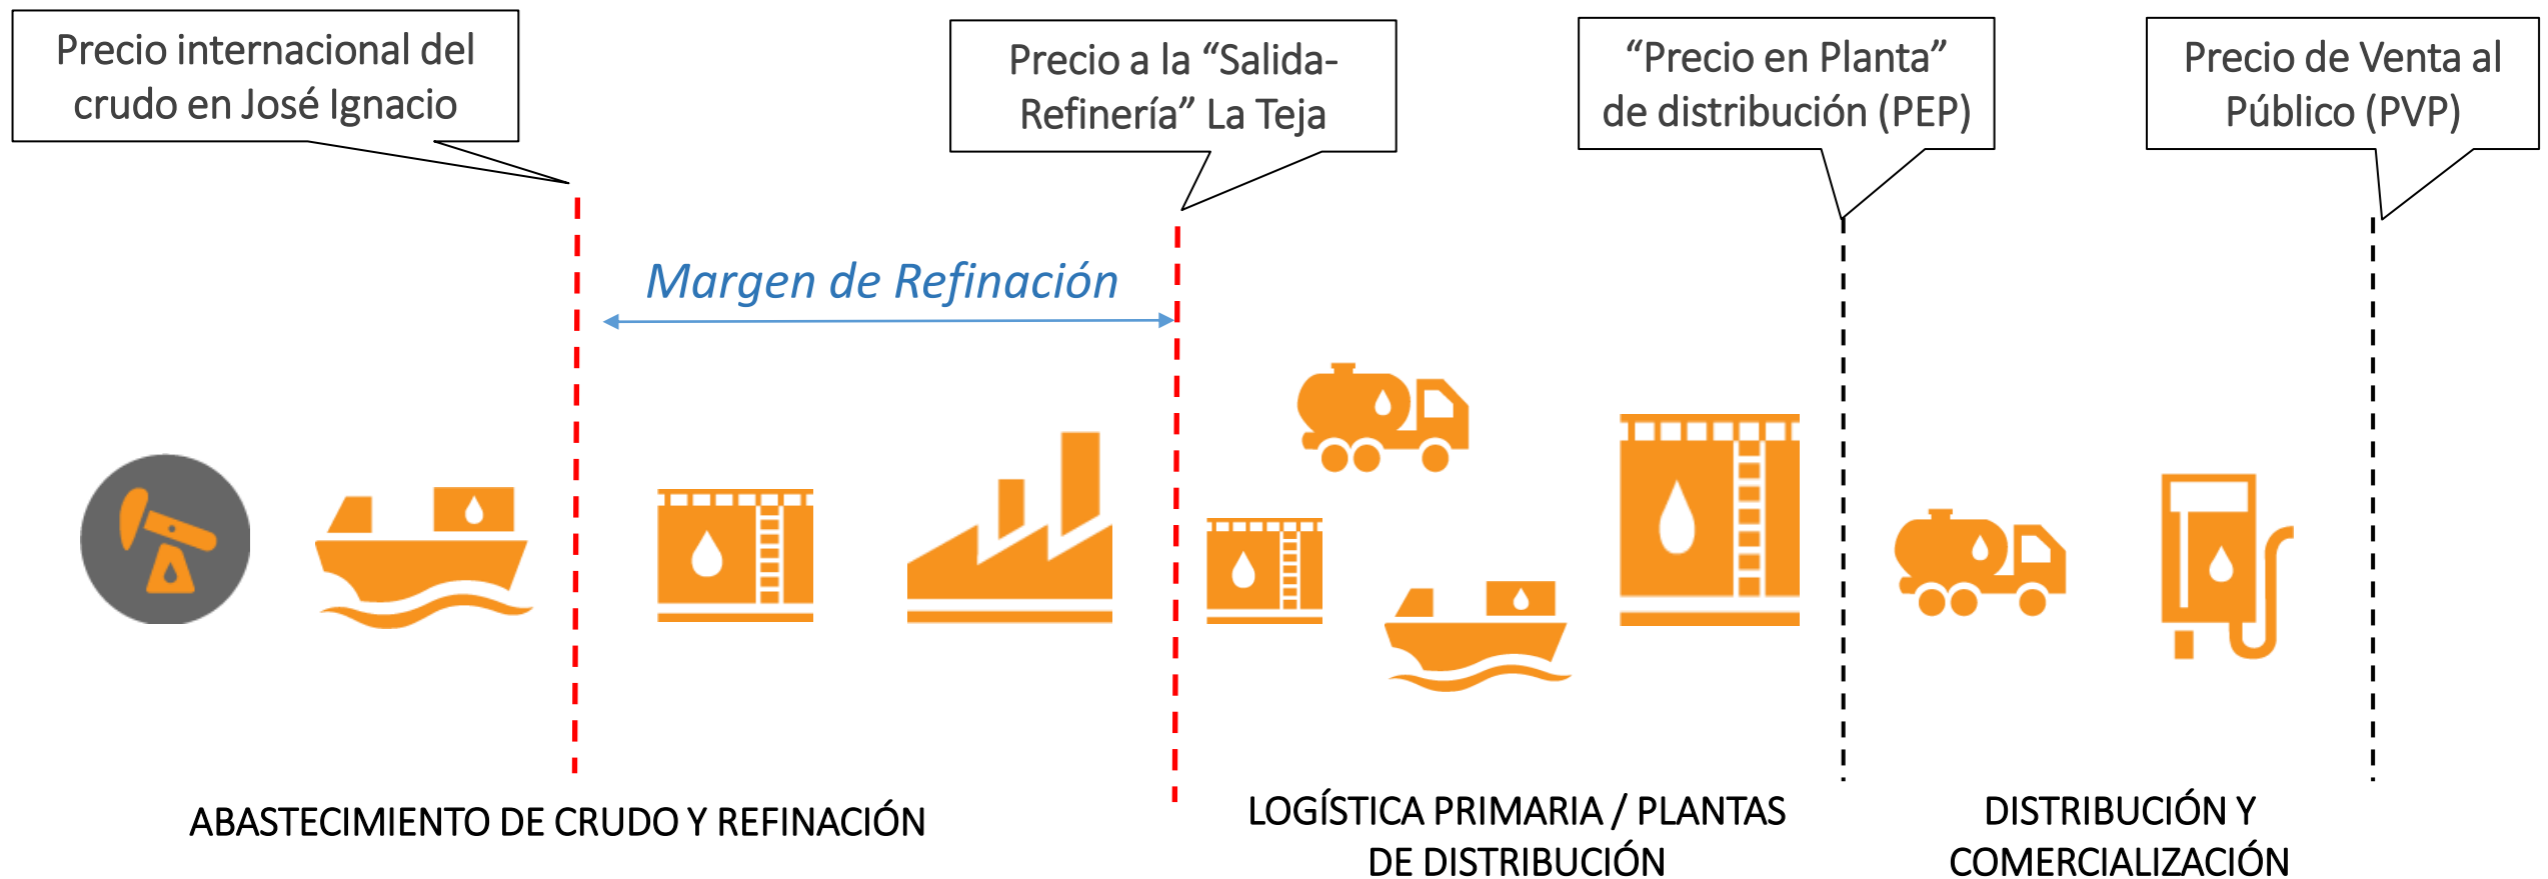 Precio internacional del
crudo en José Ignacio
Precio a la “Salida-
Refinería” La Teja
“Precio en Planta”
de distribución (PEP)
Precio de Venta al
Público (PVP)
Margen de Refinación
ABASTECIMIENTO DE CRUDO Y REFINACIÓN
LOGÍSTICA PRIMARIA / PLANTAS
DE DISTRIBUCIÓN
DISTRIBUCIÓN Y
COMERCIALIZACIÓN